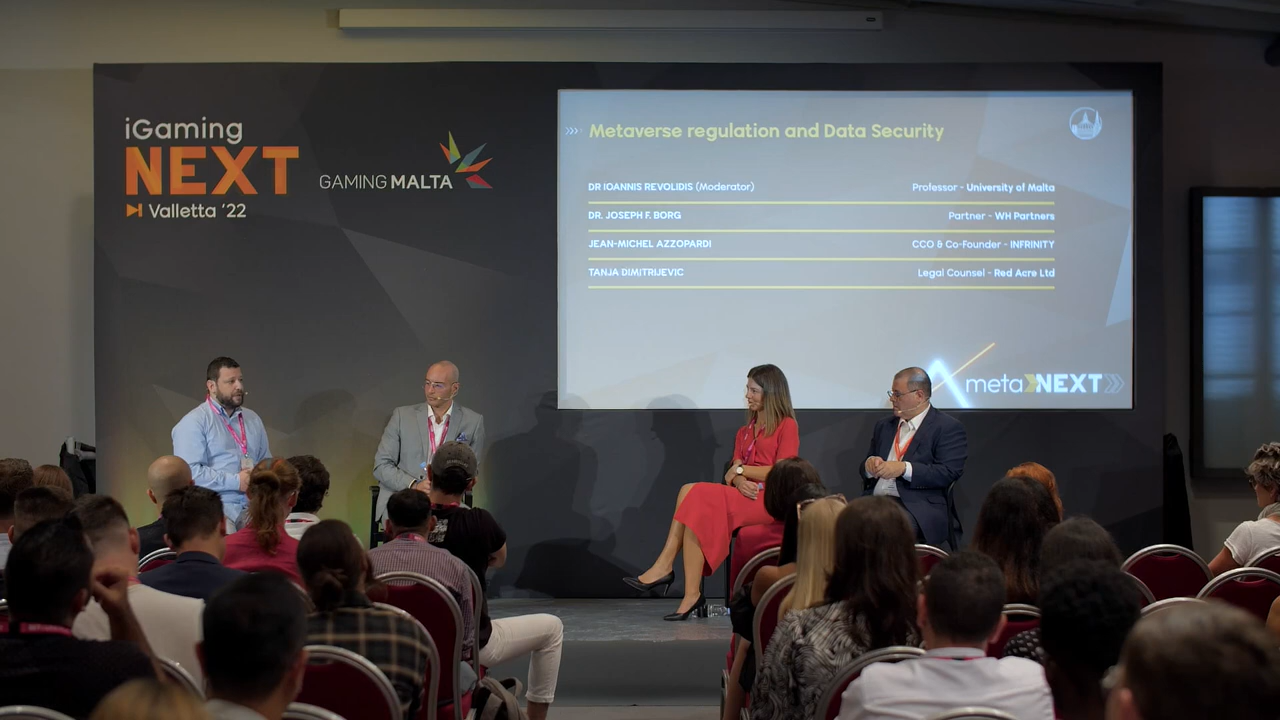 iGaming
NEXT
Valletta '22
GAMING MALTA
Metaverse regulation and Data Security
DR IOANNIS REVOLIDIS (Moderator) Professor - University of Malta
DR. JOSEPH F. BORG Partner - WH Partners
JEAN-MICHEL AZZOPARDI CCO & Co-Founder - INFRINITY
TANJA DIMITRIJEVIC Legal Counsel - Red Acre Ltd
meta NEXT